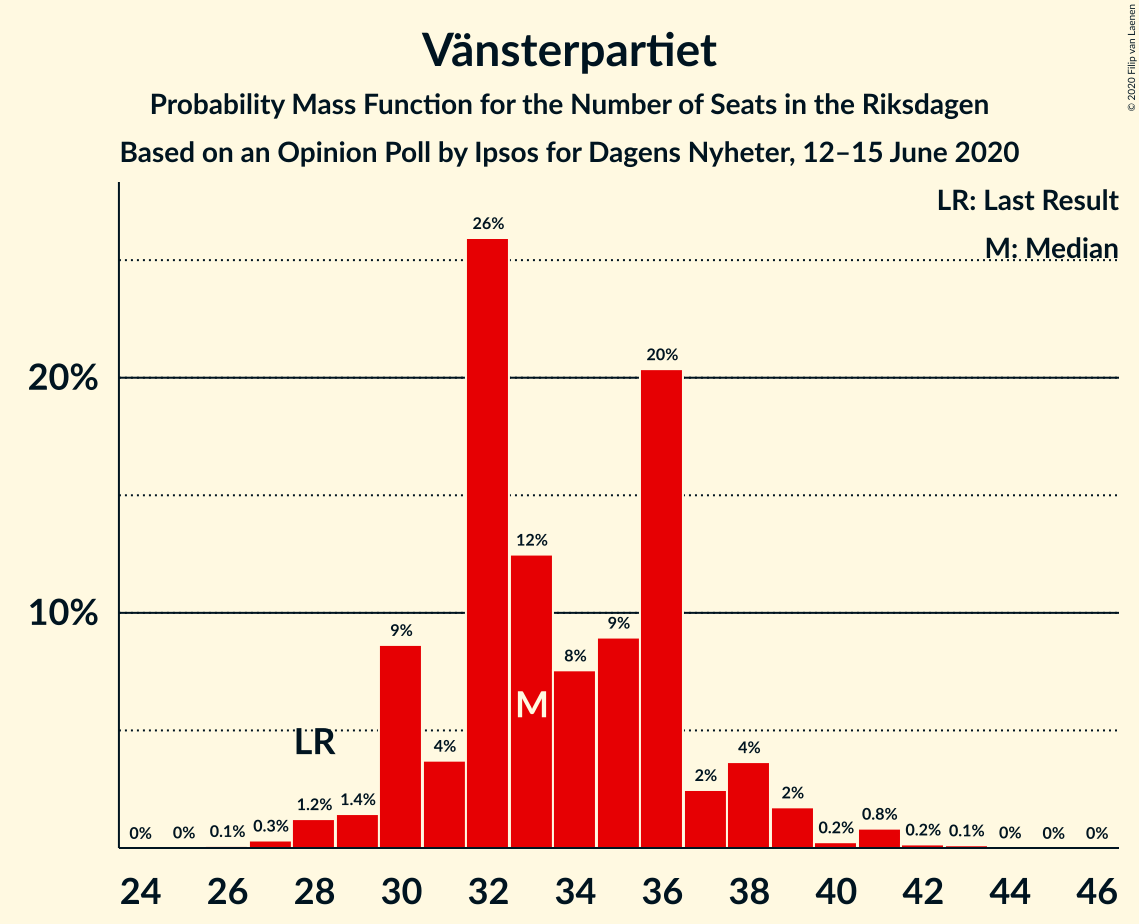 Vänsterpartiet
Probability Mass Function for the Number of Seats in the Riksdagen
Based on an Opinion Poll by Ipsos for Dagens Nyheter, 12–15 June 2020
© 2020 Filip van Laenen
LR: Last Result
M: Median
26%
20%
20%
12%
10%
9%
9%
8%
M
LR
4%
4%
2%
2%
1.2%
1.4%
0.8%
0%
0%
0.1%
0.3%
0.2%
0.2%
0.1%
0%
0%
0%
24 26 28 30 32 34 36 38 40 42 44 46